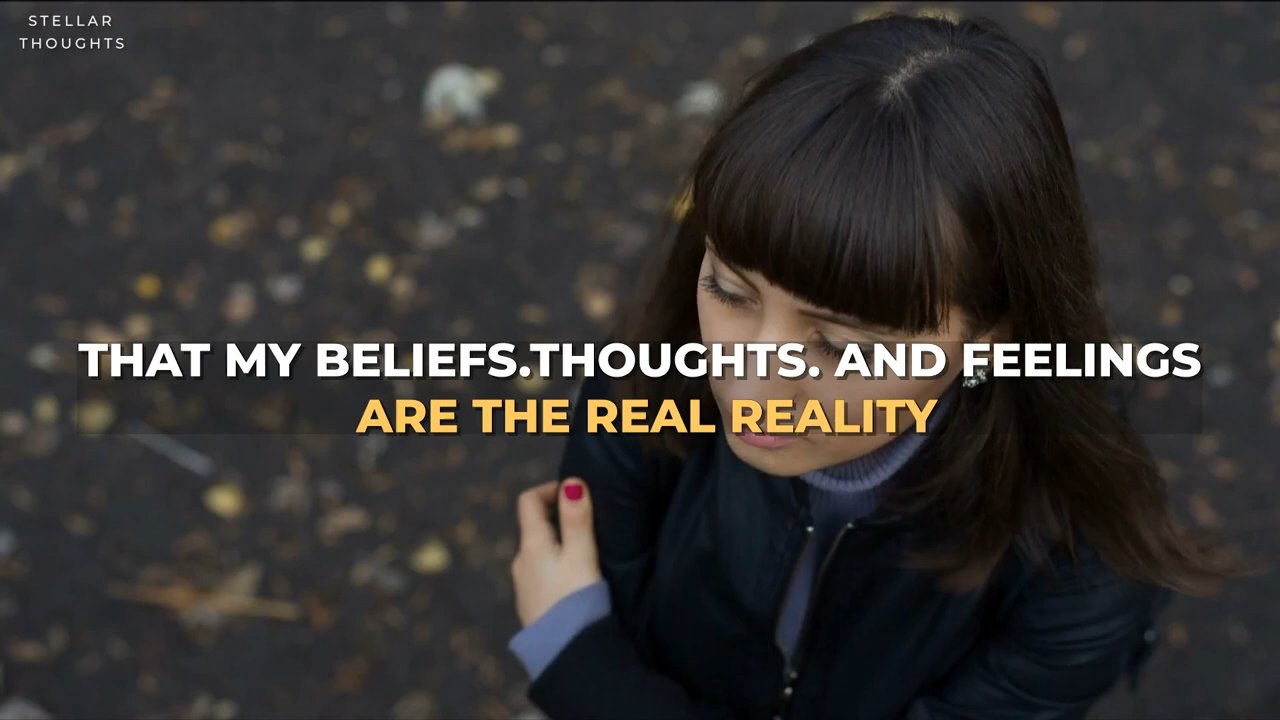 STELLAR
THOUGHTS
THAT MY BELIEFS.THOUGHTS. AND FEELINGS
ARE THE REAL REALITY